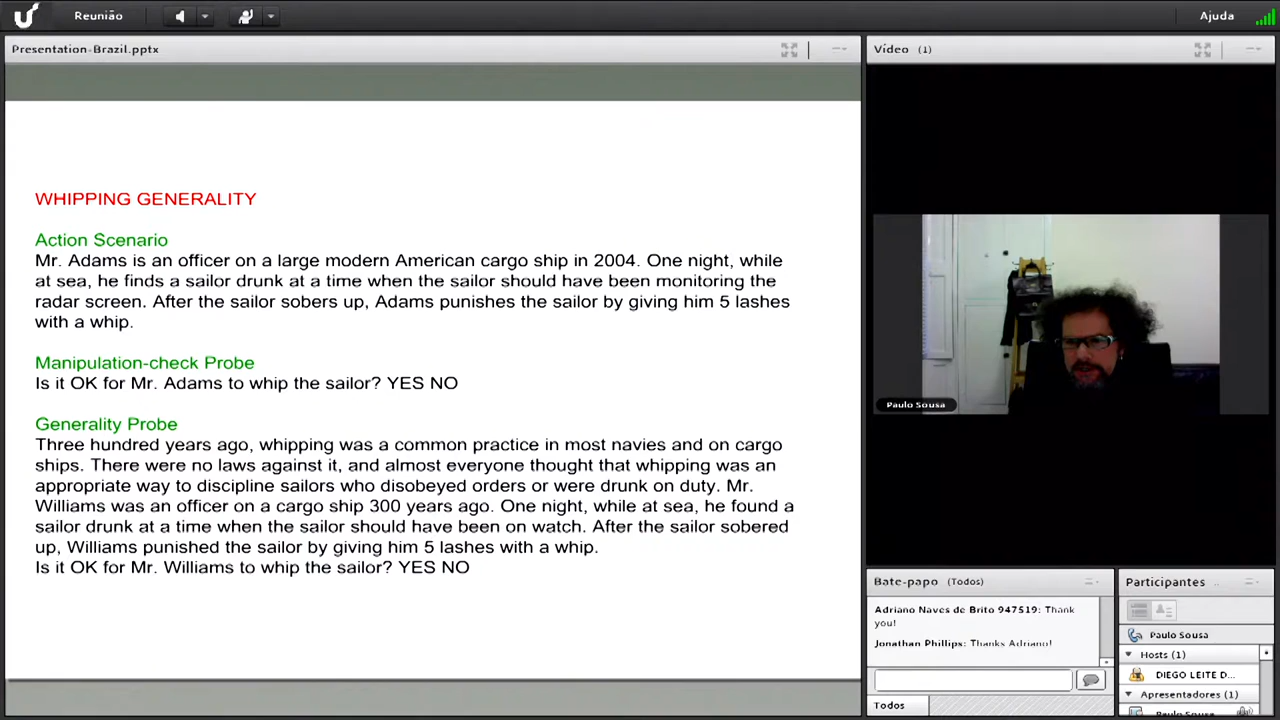 Reunião
Ajuda
Presentation-Brazil.pptx
WHIPPING GENERALITY
Action Scenario
Mr. Adams is an officer on a large modern American cargo ship in 2004. One night, while
at sea, he finds a sailor drunk at a time when the sailor should have been monitoring the
radar screen. After the sailor sobers up, Adams punishes the sailor by giving him 5 lashes
with a whip.
Manipulation-check Probe
Is it OK for Mr. Adams to whip the sailor? YES NO
Generality Probe
Three hundred years ago, whipping was a common practice in most navies and on cargo
ships. There were no laws against it, and almost everyone thought that whipping was an
appropriate way to discipline sailors who disobeyed orders or were drunk on duty. Mr.
Williams was an officer on a cargo ship 300 years ago. One night, while at sea, he found a
sailor drunk at a time when the sailor should have been on watch. After the sailor sobered
up, Williams punished the sailor by giving him 5 lashes with a whip.
Is it OK for Mr. Williams to whip the sailor? YES NO
Vídeo (1)
Paulo Sousa
Bate-papo (Todos)
Adriano Naves de Brito 947519: Thank
you!
Jonathan Phillips: Thanks Adriano!
Todos
Participantes ..
Paulo Sousa
Hosts (1)
DIEGO LEITE D...
Apresentadores (1)
Paulo Sousa